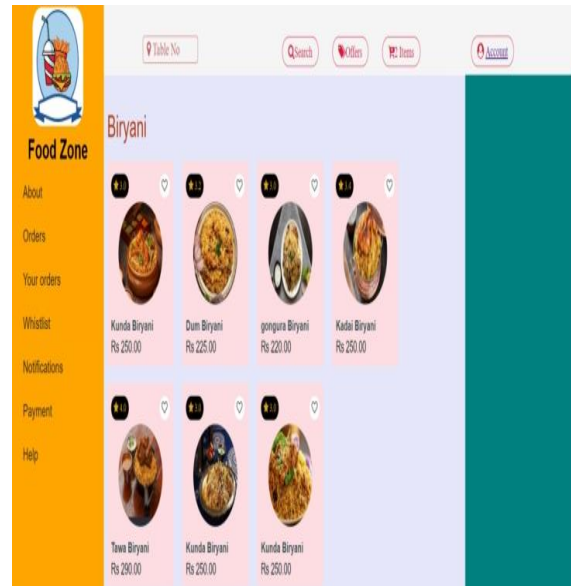 Table No
Search
Offers
Items
Account
Food Zone
About
Orders
Your orders
Whistlist
Notifications
Payment
Help
Biryani
3.0
3.2
3.0
3.4
Kunda Biryani
Dum Biryani
gongura Biryani
Kadai Biryani
Rs 250.00
Rs 225.00
Rs 220.00
Rs 250.00
4.0
3.0
3.0
Tawa Biryani
Kunda Biryani
Kunda Biryani
Rs 290.00
Rs 250.00
Rs 250.00